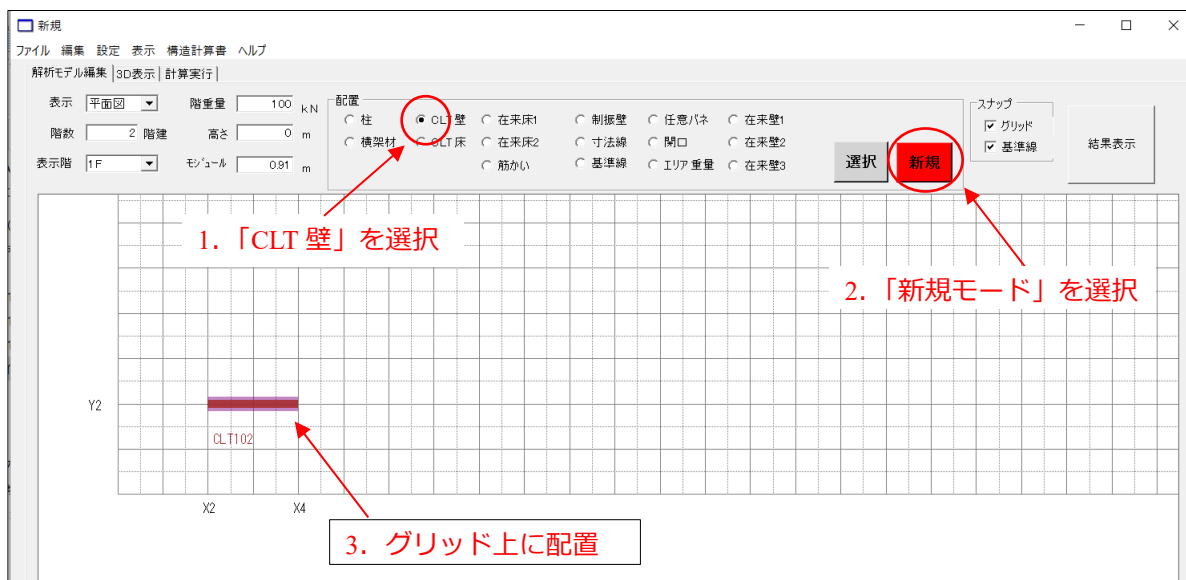 新規
ファイル 編集 設定 表示 構造計算書 ヘルプ
解析モデル編集 3D表示 計算実行
表示 平面図 階重量 100 kN
階数 2 階建 高さ 0 m
表示階 1F モジュール 0.91 m
配置
柱 CLT壁 在来床1 制振壁 任意バネ 在来壁1
横架材 CLT床 在来床2 寸法線 開口 在来壁2
筋かい 基準線 エリア重量 在来壁3
選択 新規
スナップ
グリッド
基準線
結果表示
1.「CLT 壁」を選択
2.「新規モード」を選択
Y2
CLT102
X2 X4
3. グリッド上に配置